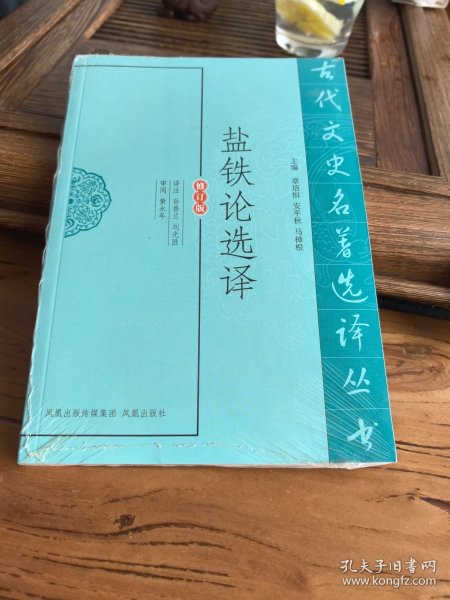 古代文史名著选译丛书
主编 章培恒 安平秋 马樟根
盐铁论选译
修订版
译注 孙香兰 刘光胜
审阅 黄永年
凤凰出版传媒集团 凤凰出版社
孔夫子旧书网
www.kongfz.com